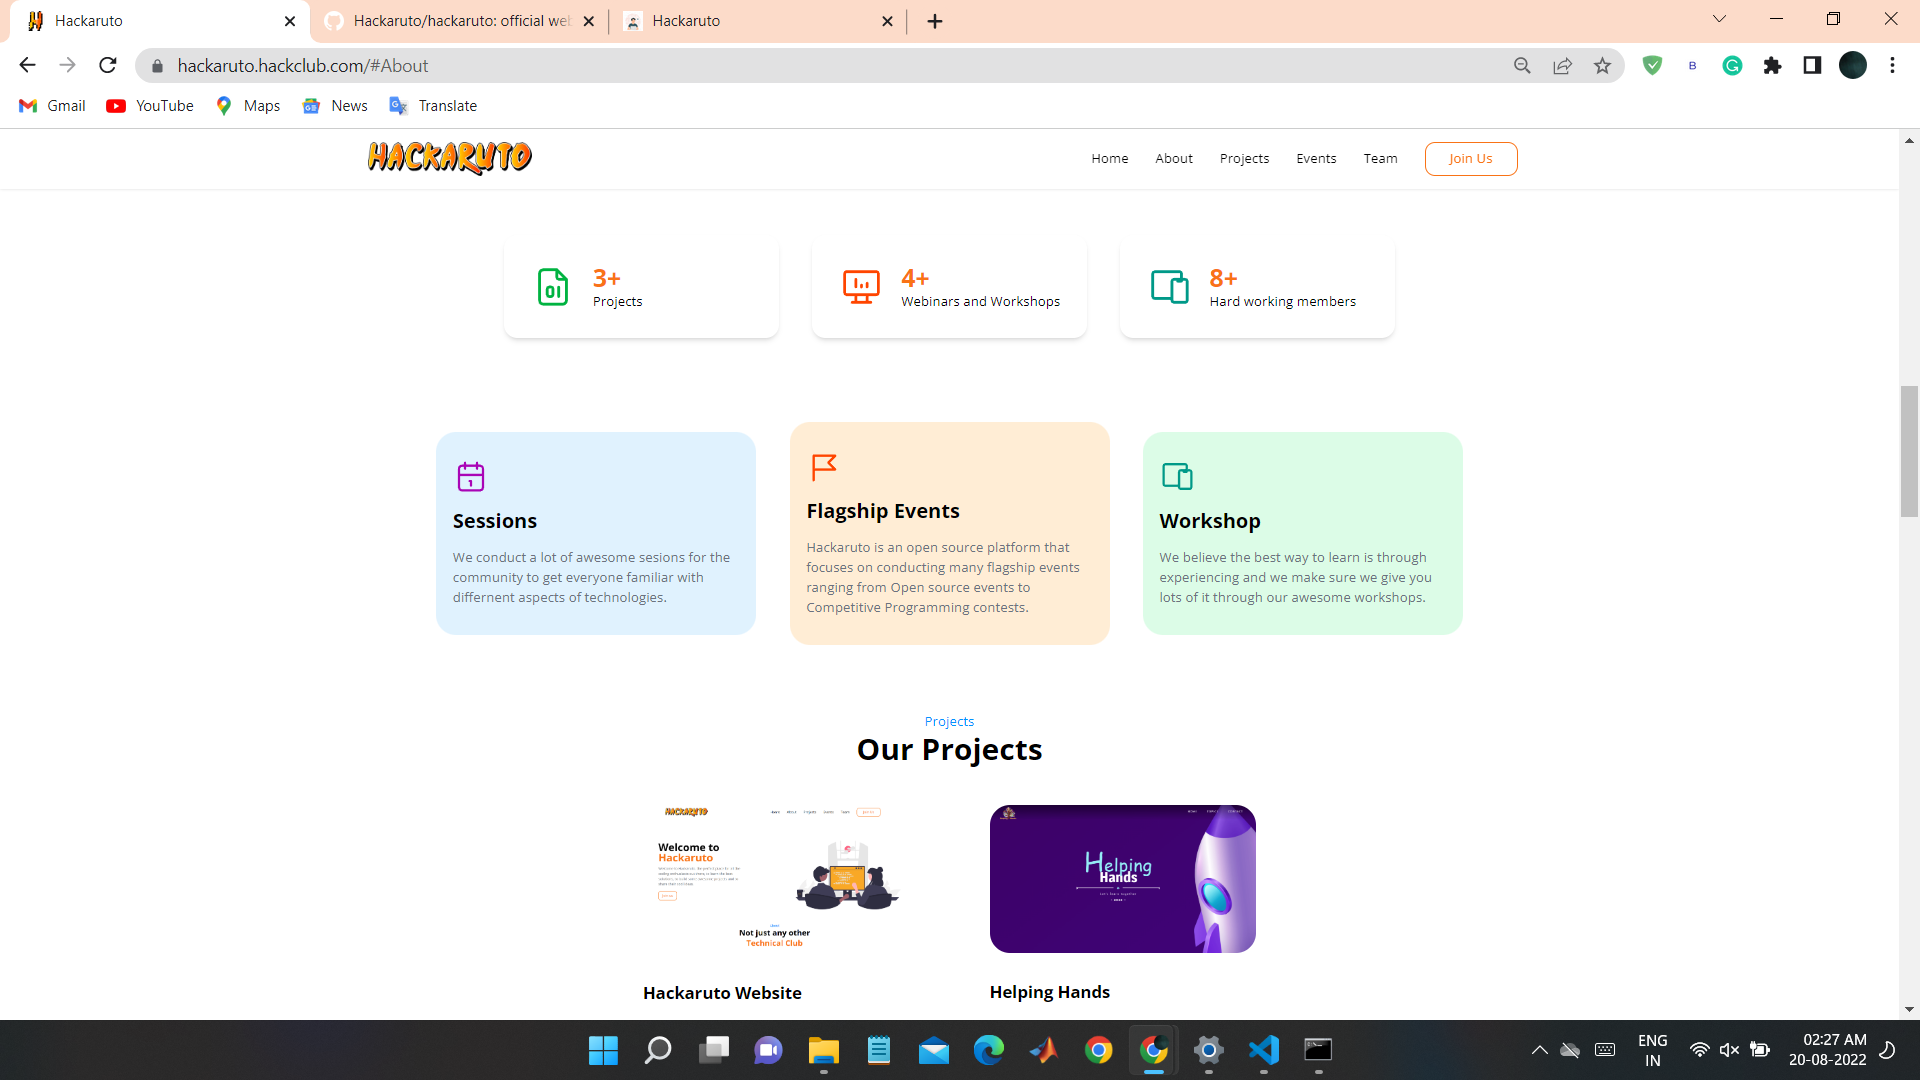 Hackaruto
Hackaruto/hackaruto: official web
Hackaruto
hackaruto.hackclub.com/#About
B
Gmail
YouTube
Maps
News
Translate
HACKARUTO
Home
About
Projects
Events
Team
Join Us
3+
Projects
4+
Webinars and Workshops
8+
Hard working members
Sessions
We conduct a lot of awesome sesions for the
community to get everyone familiar with
differnent aspects of technologies.
Flagship Events
Hackaruto is an open source platform that
focuses on conducting many flagship events
ranging from Open source events to
Competitive Programming contests.
Workshop
We believe the best way to learn is through
experiencing and we make sure we give you
lots of it through our awesome workshops.
Projects
Our Projects
HACKARUTO
Welcome to
Hackaruto
Not just any other
Technical Club
Helping
Hands
Hackaruto Website
Helping Hands
ENG
IN
02:27 AM
20-08-2022